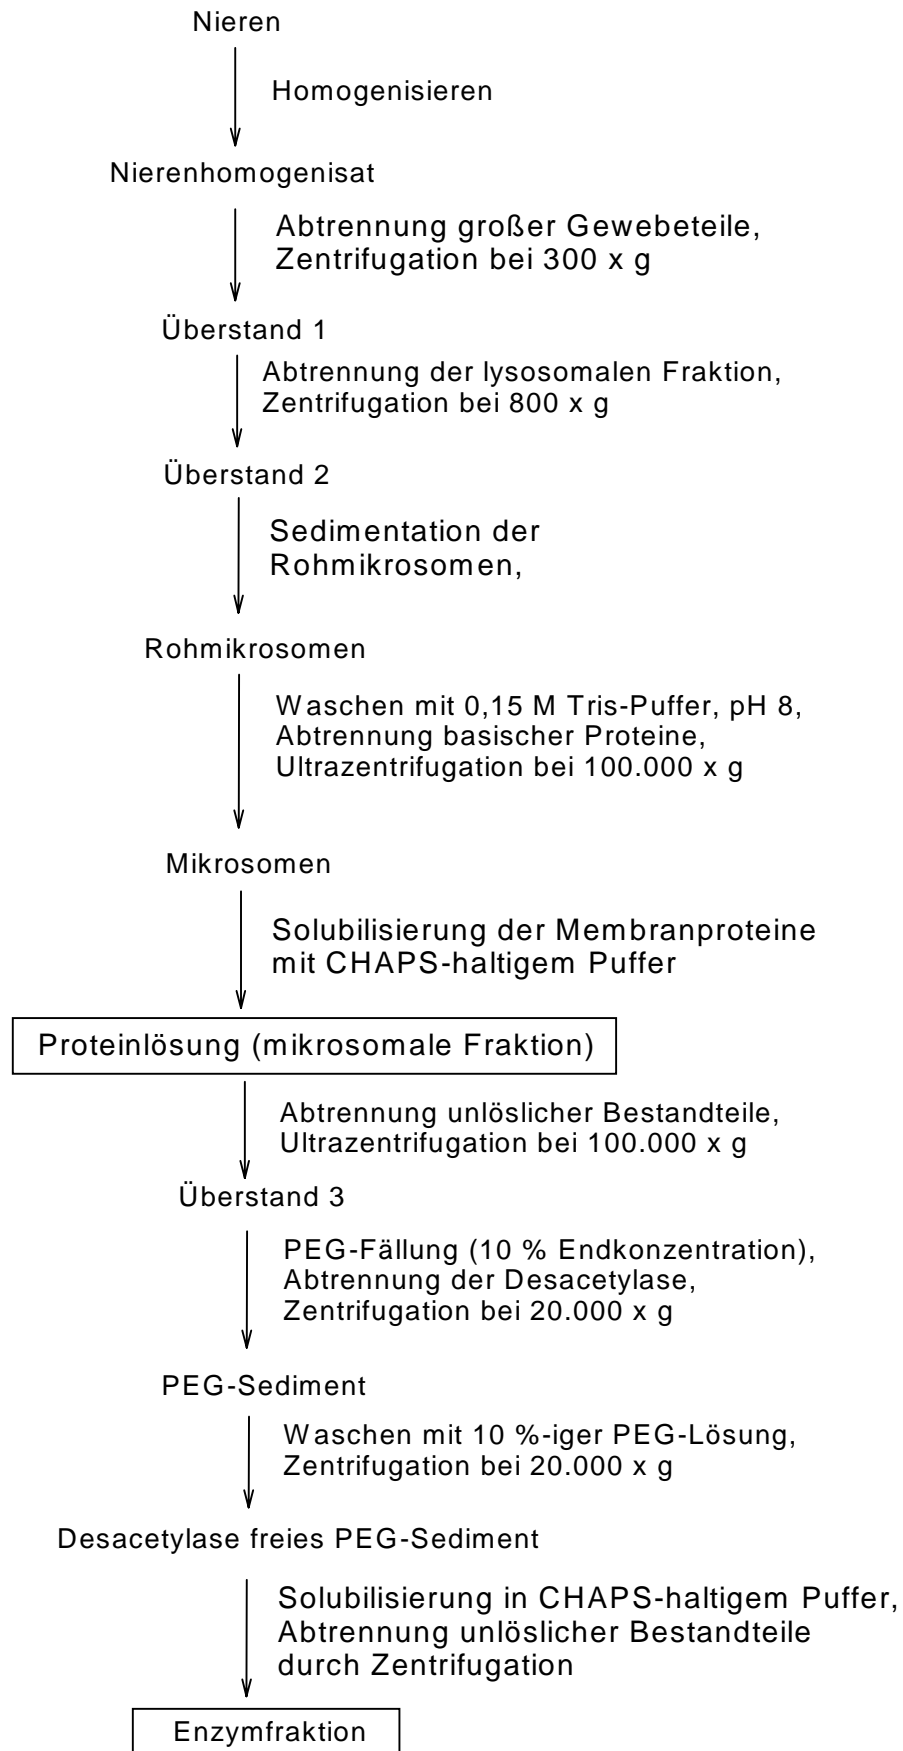 Nieren
Homogenisieren
Nierenhomogenisat
Abtrennung großer Gewebeteile,
Zentrifugation bei 300 x g
Überstand 1
Abtrennung der lysosomalen Fraktion,
Zentrifugation bei 800 x g
Überstand 2
Sedimentation der
Rohmikrosomen,
Rohmikrosomen
Waschen mit 0,15 M Tris-Puffer, pH 8,
Abtrennung basischer Proteine,
Ultrazentrifugation bei 100.000 x g
Mikrosomen
Solubilisierung der Membranproteine
mit CHAPS-haltigem Puffer
Proteinlösung (mikrosomale Fraktion)
Abtrennung unlöslicher Bestandteile,
Ultrazentrifugation bei 100.000 x g
Überstand 3
PEG-Fällung (10 % Endkonzentration),
Abtrennung der Desacetylase,
Zentrifugation bei 20.000 x g
PEG-Sediment
Waschen mit 10 %-iger PEG-Lösung,
Zentrifugation bei 20.000 x g
Desacetylase freies PEG-Sediment
Solubilisierung in CHAPS-haltigem Puffer,
Abtrennung unlöslicher Bestandteile
durch Zentrifugation
Enzymfraktion